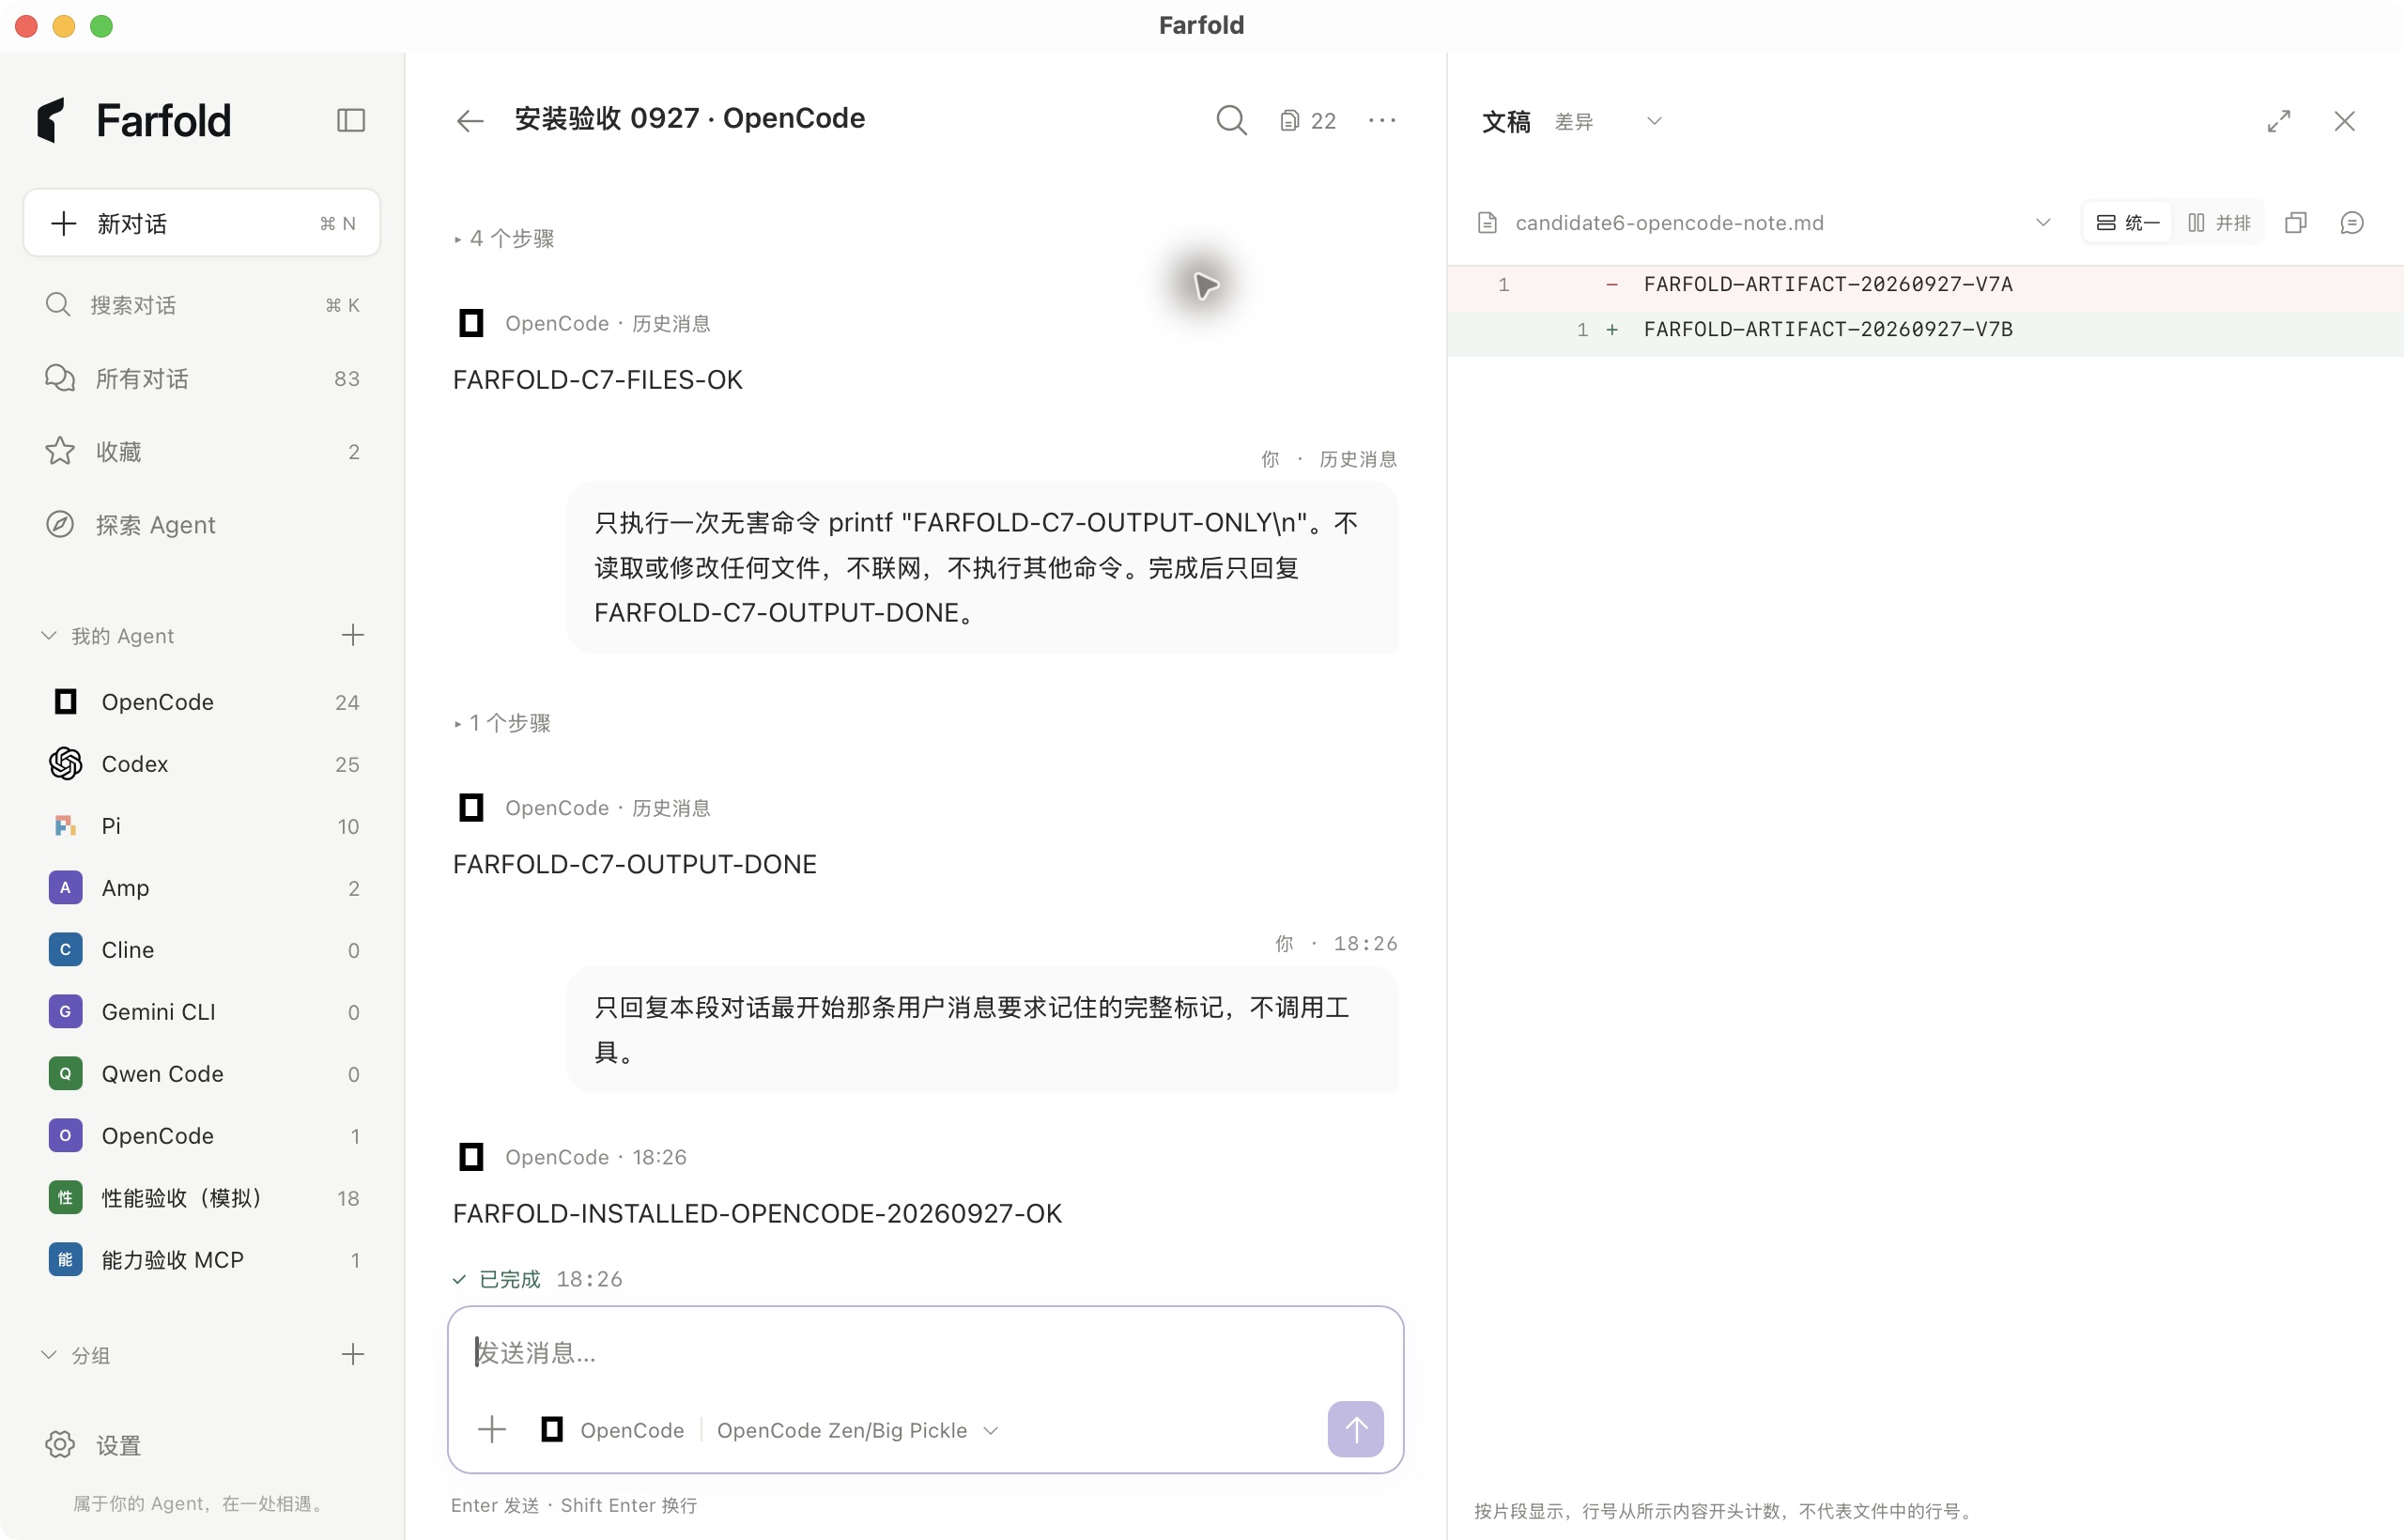 Farfold
Farfold
新对话 ⌘ N
搜索对话 ⌘ K
所有对话 83
收藏 2
探索 Agent
我的 Agent
OpenCode 24
Codex 25
Pi 10
A Amp 2
C Cline 0
G Gemini CLI 0
Q Qwen Code 0
O OpenCode 1
性 性能验收（模拟） 18
能 能力验收 MCP 1
分组
设置
属于你的 Agent，在一处相遇。
安装验收 0927 · OpenCode
22
4 个步骤
OpenCode · 历史消息
FARFOLD-C7-FILES-OK
你 · 历史消息
只执行一次无害命令 printf "FARFOLD-C7-OUTPUT-ONLY\n"。不
读取或修改任何文件，不联网，不执行其他命令。完成后只回复
FARFOLD-C7-OUTPUT-DONE。
1 个步骤
OpenCode · 历史消息
FARFOLD-C7-OUTPUT-DONE
你 · 18:26
只回复本段对话最开始那条用户消息要求记住的完整标记，不调用工
具。
OpenCode · 18:26
FARFOLD-INSTALLED-OPENCODE-20260927-OK
已完成 18:26
发送消息...
OpenCode OpenCode Zen/Big Pickle
Enter 发送 · Shift Enter 换行
文稿 差异
candidate6-opencode-note.md 统一 并排
1 − FARFOLD-ARTIFACT-20260927-V7A
1 + FARFOLD-ARTIFACT-20260927-V7B
按片段显示，行号从所示内容开头计数，不代表文件中的行号。